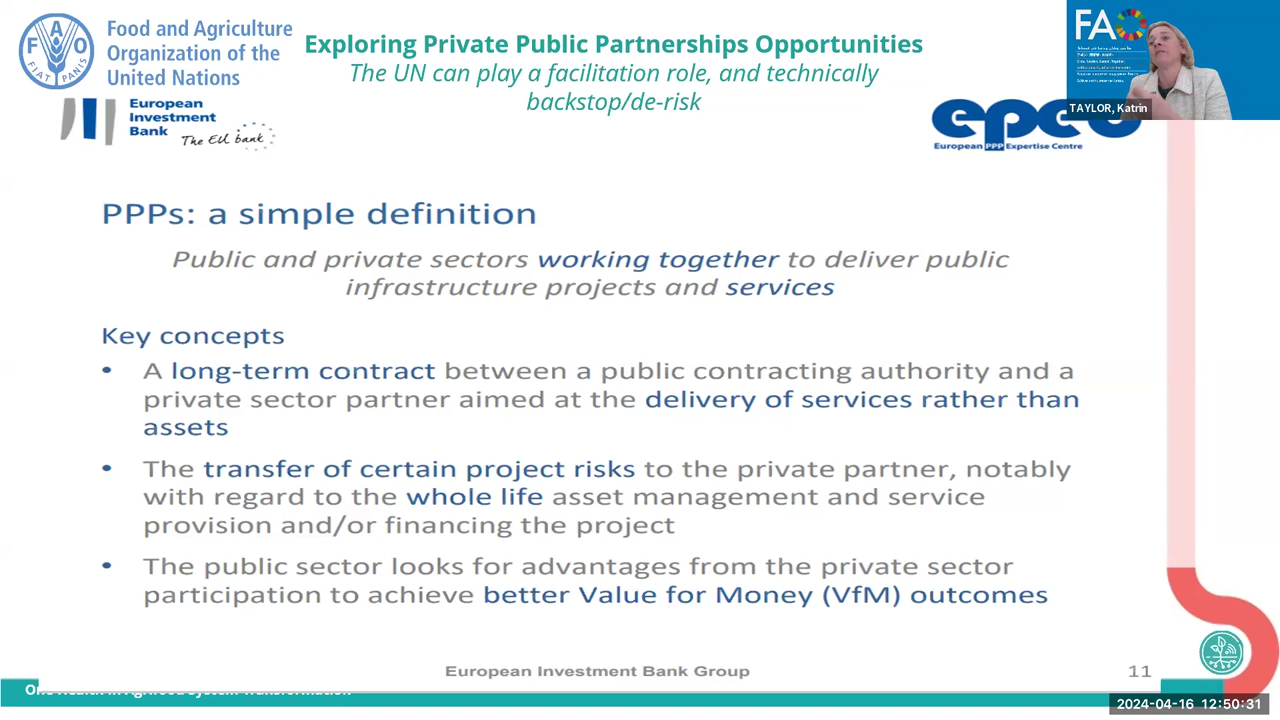 Food and Agriculture
Organization of the
United Nations
FAO
FIAT PANIS
European
Investment
Bank
The EU bank
Exploring Private Public Partnerships Opportunities
The UN can play a facilitation role, and technically
backstop/de-risk
FAO
TAYLOR, Katrin
European PPP Expertise Centre
PPPs: a simple definition
Public and private sectors working together to deliver public
infrastructure projects and services
Key concepts
• A long-term contract between a public contracting authority and a
private sector partner aimed at the delivery of services rather than
assets
• The transfer of certain project risks to the private partner, notably
with regard to the whole life asset management and service
provision and/or financing the project
• The public sector looks for advantages from the private sector
participation to achieve better Value for Money (VfM) outcomes
European Investment Bank Group
11
One Health in Agrifood System Transformation
2024-04-16 12:50:31